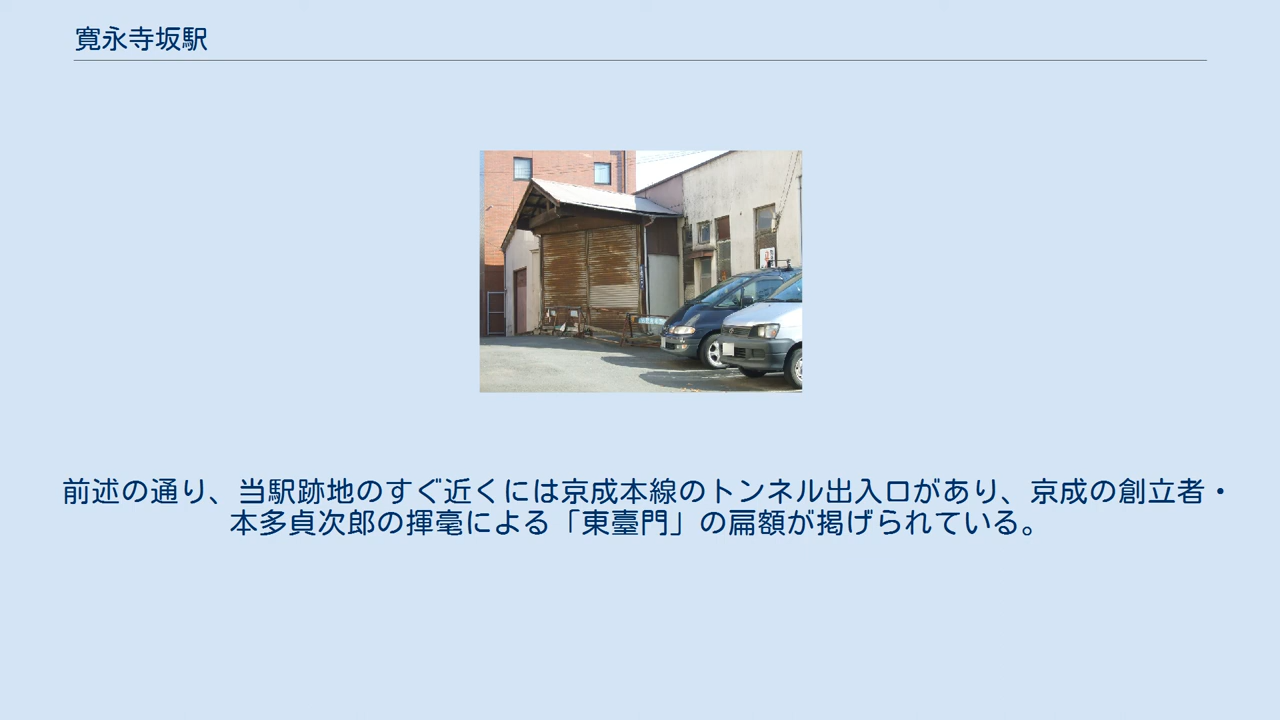 寛永寺坂駅
前述の通り、当駅跡地のすぐ近くには京成本線のトンネル出入口があり、京成の創立者・
本多貞次郎の揮毫による「東臺門」の扁額が掲げられている。